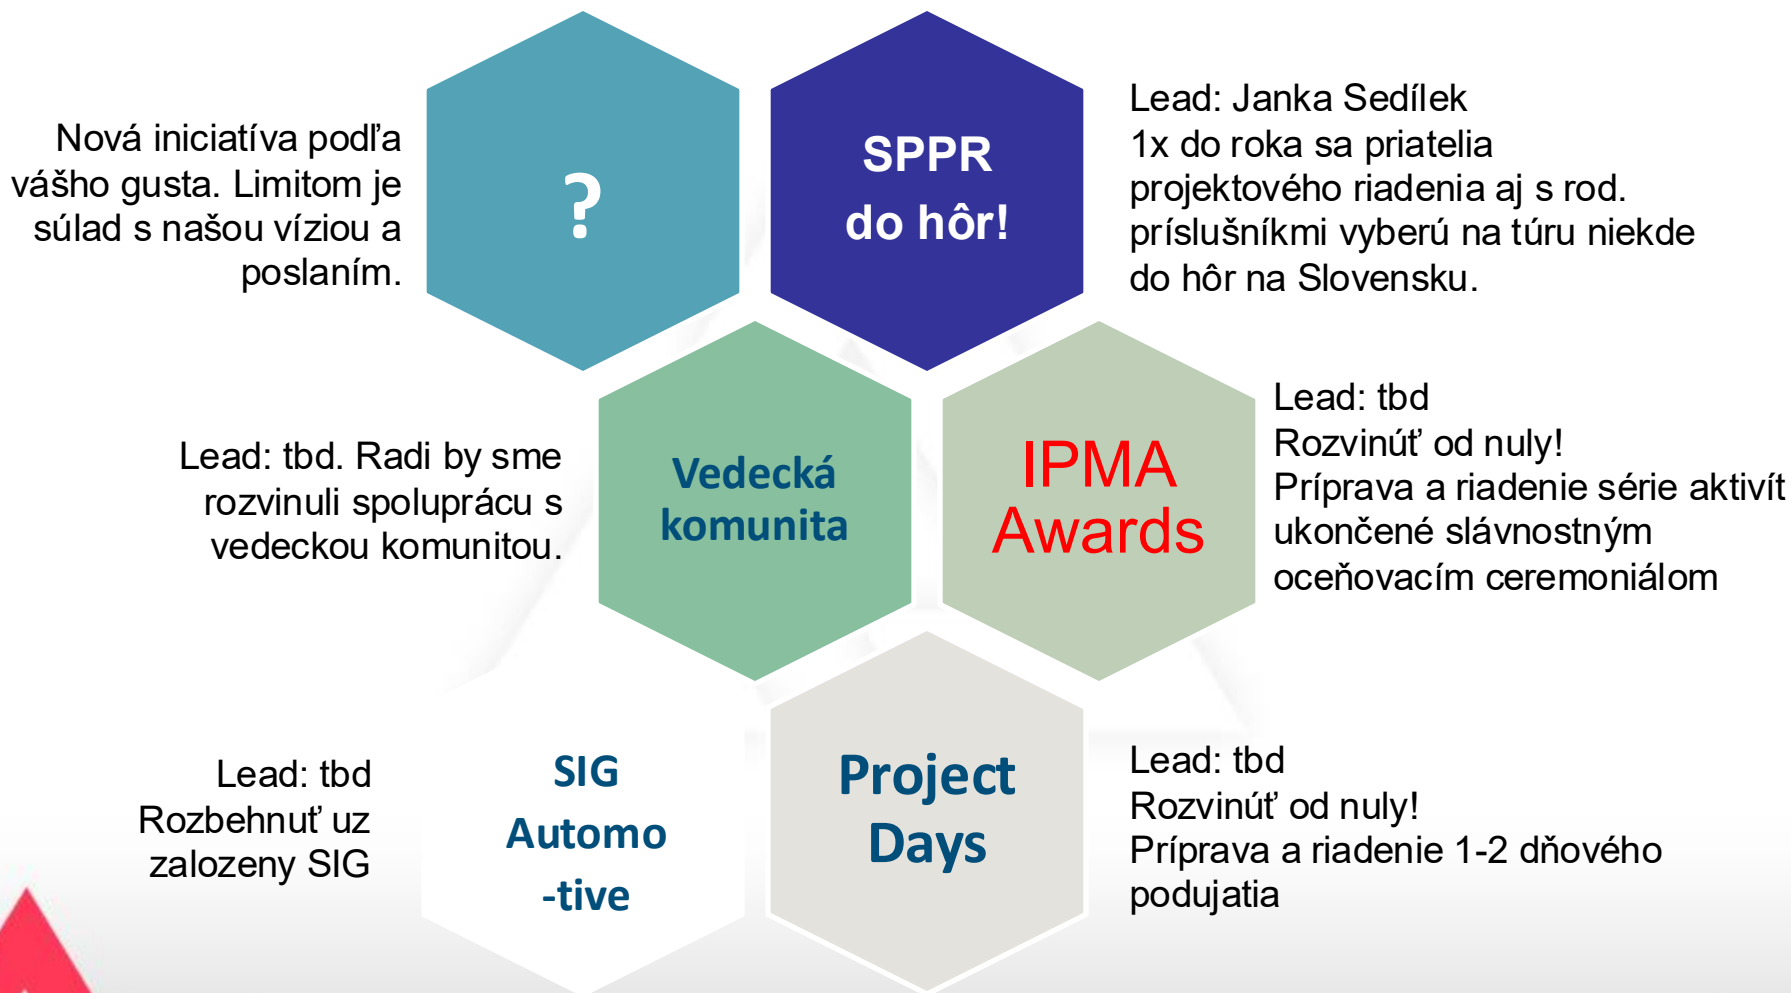 Nová iniciatíva podľa
vášho gusta. Limitom je
súlad s našou víziou a
poslaním.
?
SPPR
do hôr!
Lead: Janka Sedílek
1x do roka sa priatelia
projektového riadenia aj s rod.
príslušníkmi vyberú na túru niekde
do hôr na Slovensku.
Lead: tbd. Radi by sme
rozvinuli spoluprácu s
vedeckou komunitou.
Vedecká
komunita
IPMA
Awards
Lead: tbd
Rozvinúť od nuly!
Príprava a riadenie série aktivít
ukončené slávnostným
oceňovacím ceremoniálom
Lead: tbd
Rozbehnuť uz
zalozeny SIG
SIG
Automo
-tive
Project
Days
Lead: tbd
Rozvinúť od nuly!
Príprava a riadenie 1-2 dňového
podujatia